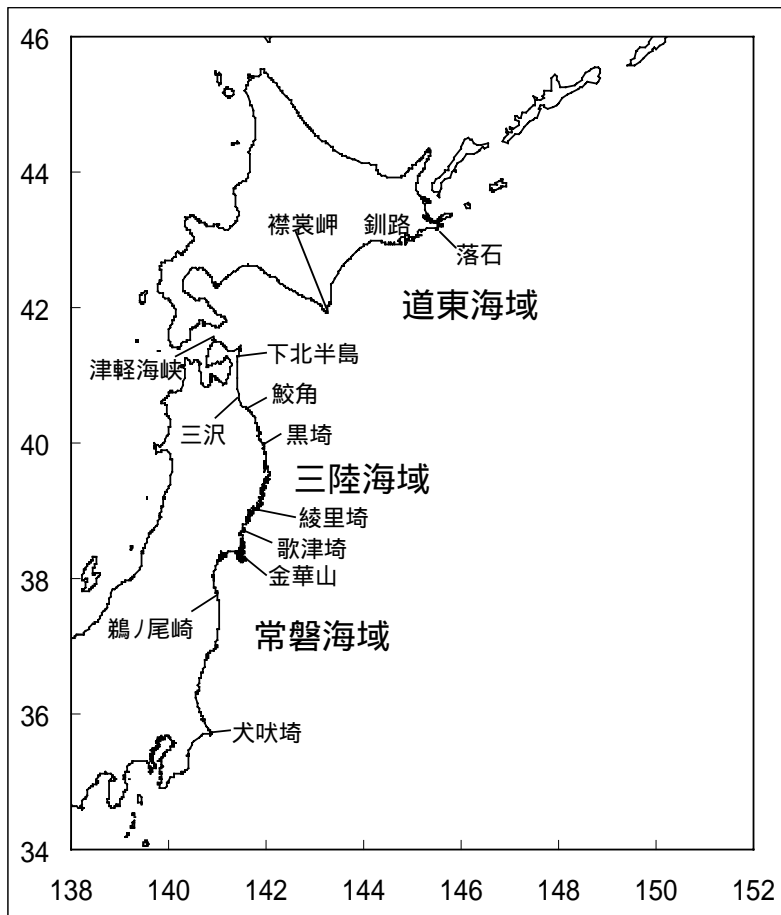 46
44
襟裳岬 釧路
落石
道東海域
42
下北半島
津軽海峡
鮫角
40
三沢 黒埼
三陸海域
綾里埼
歌津埼
38
金華山
鵜ノ尾崎 常磐海域
36
犬吠埼
34
138 140 142 144 146 148 150 152